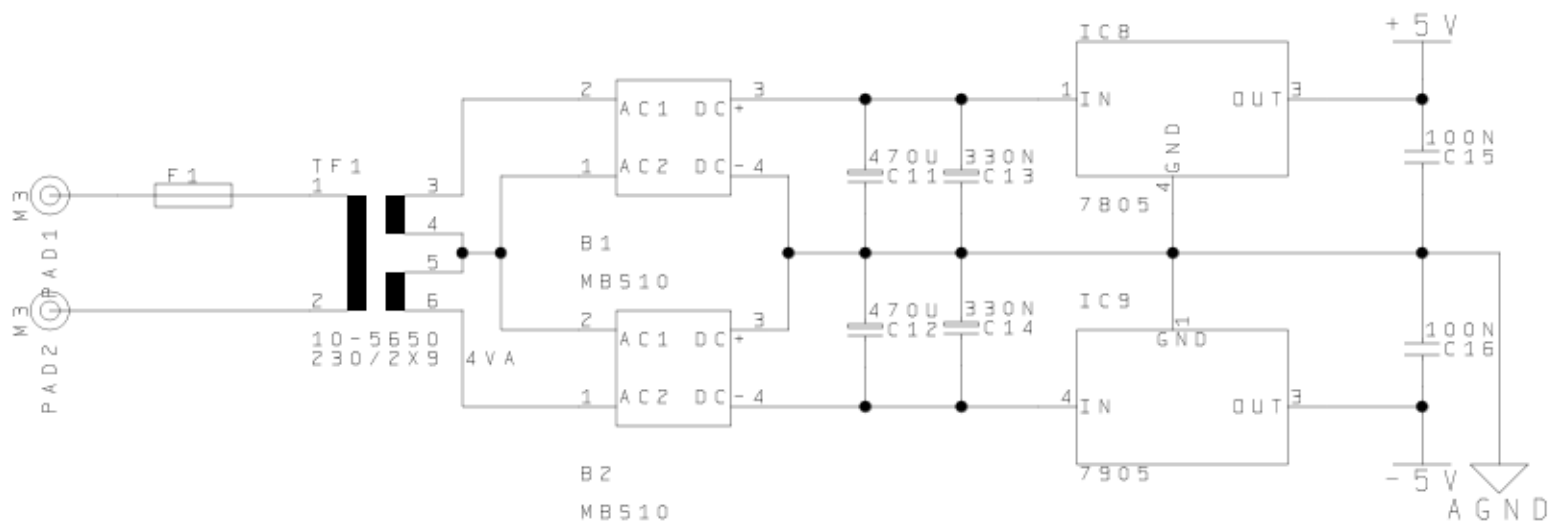 M3
PAD1
M3
PAD2
F1
TF1
1
2
3
4
5
6
10-5650
230/2X9 4VA
2
1
AC1 DC+
AC2 DC-
3
4
B1
MB510
2
1
AC1 DC+
AC2 DC-
3
4
B2
MB510
470U
C11
330N
C13
470U
C12
330N
C14
IC8
1
IN
OUT
3
GND
4
7805
IC9
1
GND
4
IN
OUT
3
7905
+5V
100N
C15
100N
C16
-5V
AGND